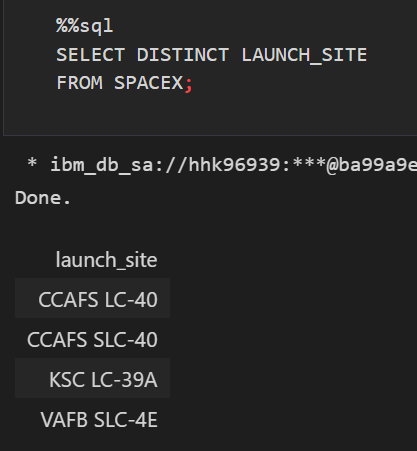 %%sql
SELECT DISTINCT LAUNCH_SITE
FROM SPACEX;
* ibm_db_sa://hhk96939:***@ba99a9e
Done.
launch_site
CCAFS LC-40
CCAFS SLC-40
KSC LC-39A
VAFB SLC-4E